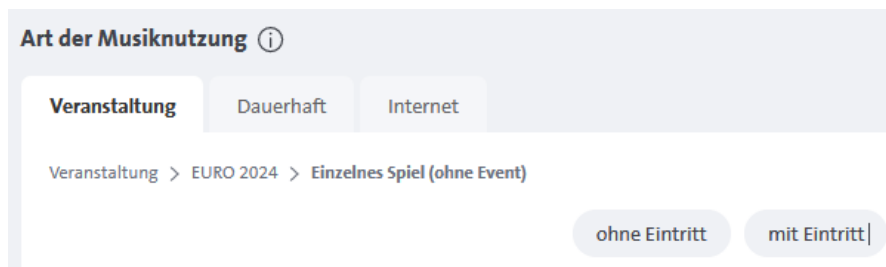 Art der Musiknutzung ⓘ
Veranstaltung Dauerhaft Internet
Veranstaltung > EURO 2024 > Einzelnes Spiel (ohne Event)
ohne Eintritt mit Eintritt